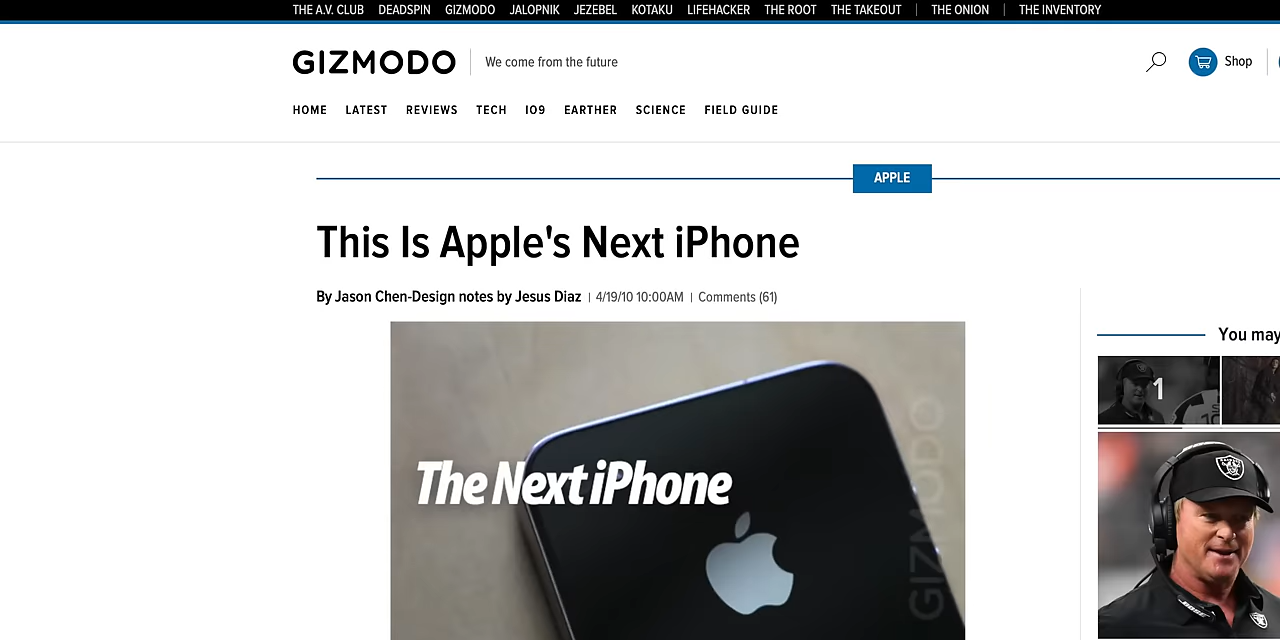 THE A.V. CLUB DEADSPIN GIZMODO JALOPNIK JEZEBEL KOTAKU LIFEHACKER THE ROOT THE TAKEOUT | THE ONION | THE INVENTORY
GIZMODO | We come from the future Shop
HOME LATEST REVIEWS TECH IO9 EARTHER SCIENCE FIELD GUIDE
APPLE
This Is Apple's Next iPhone
By Jason Chen-Design notes by Jesus Diaz | 4/19/10 10:00AM | Comments (61)
You may
1
The Next iPhone
GIZMODO
BOSE